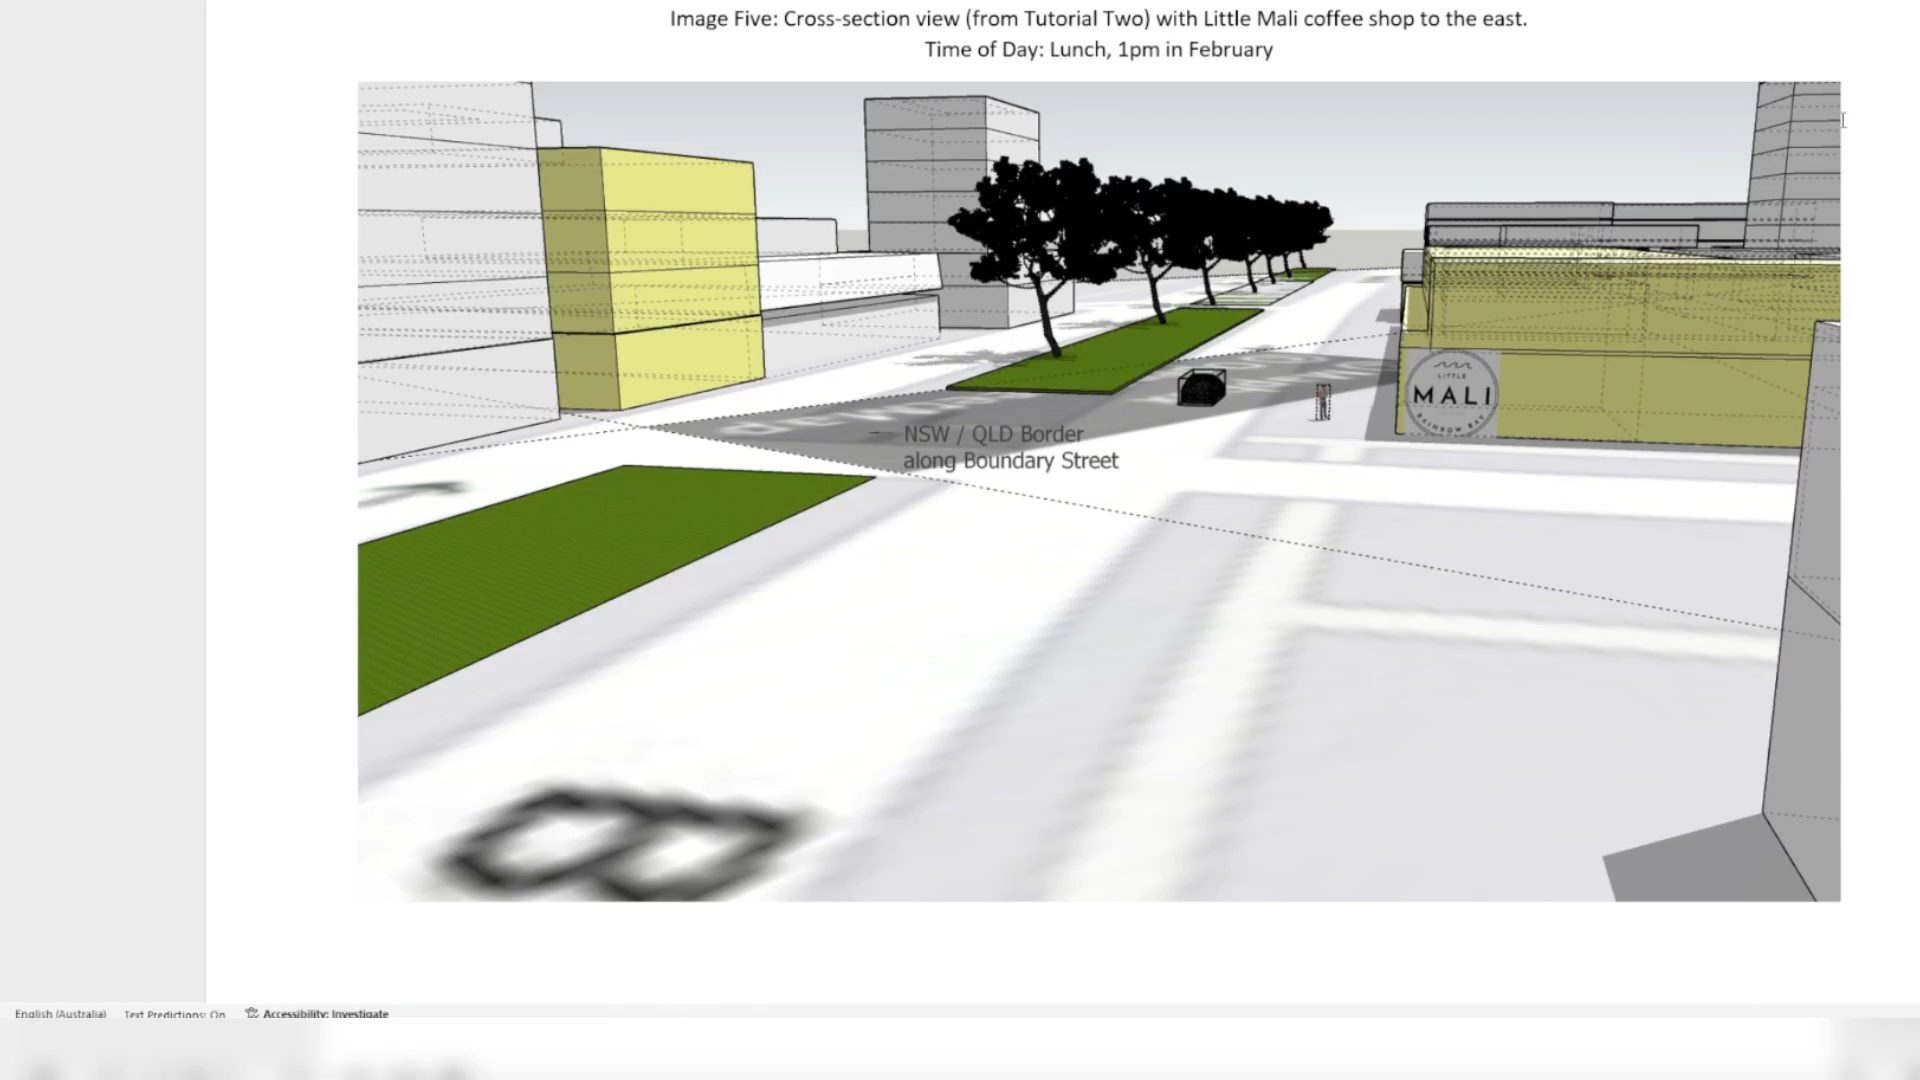 Image Five: Cross-section view (from Tutorial Two) with Little Mali coffee shop to the east.
Time of Day: Lunch, 1pm in February
LITTLE
MALI
RAINBOW BAY
NSW / QLD Border
along Boundary Street
English (Australia) Text Predictions: On Accessibility: Investigate